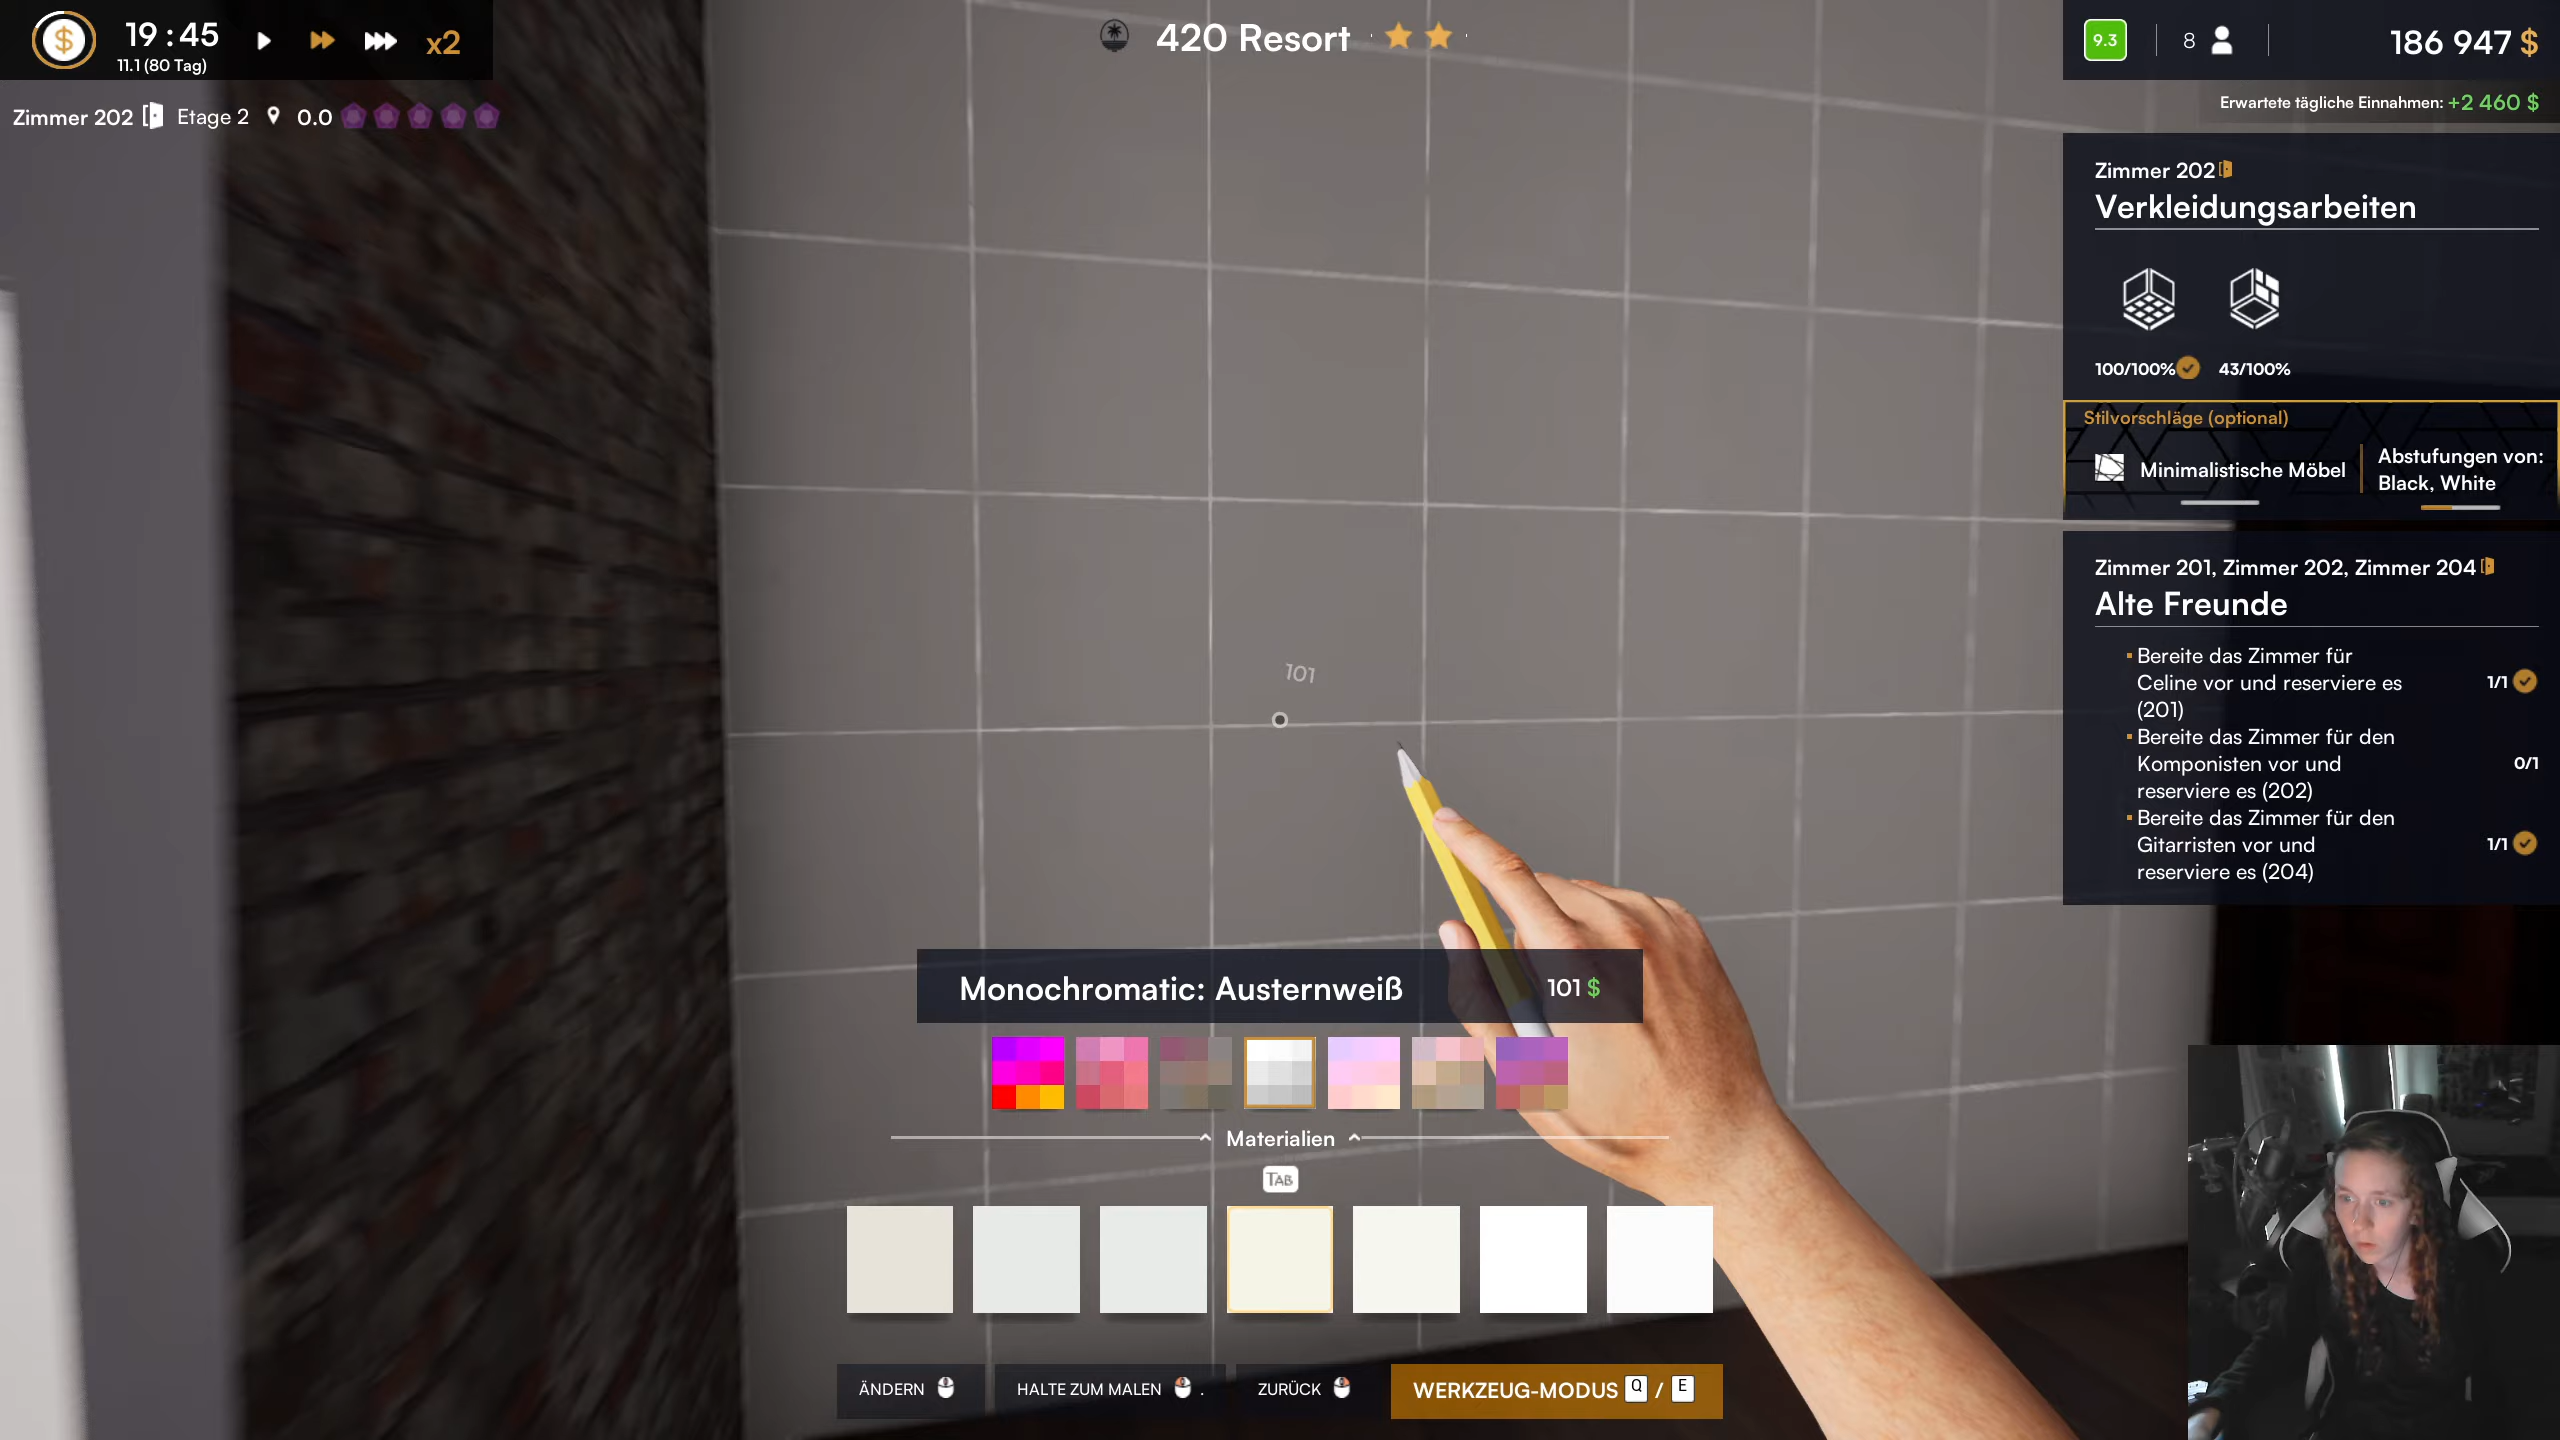 19 : 45
x2
11.1 (80 Tag)
420 Resort
9.3
8
186 947 $
Erwartete tägliche Einnahmen: +2 460 $
Zimmer 202
Etage 2
0.0
Zimmer 202
Verkleidungsarbeiten
100/100%
43/100%
Stilvorschläge (optional)
Minimalistische Möbel
Abstufungen von:
Black, White
Zimmer 201, Zimmer 202, Zimmer 204
Alte Freunde
Bereite das Zimmer für
Celine vor und reserviere es
(201)
1/1
Bereite das Zimmer für den
Komponisten vor und
reserviere es (202)
0/1
Bereite das Zimmer für den
Gitarristen vor und
reserviere es (204)
1/1
101
Monochromatic: Austernweiß
101 $
Materialien
TAB
ÄNDERN
HALTE ZUM MALEN .
ZURÜCK
WERKZEUG-MODUS Q / E